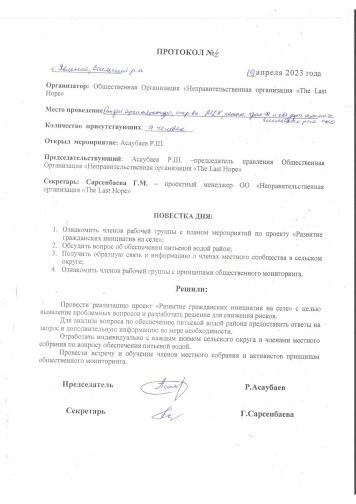 ПРОТОКОЛ №4
19 апреля 2023 года
Организатор: Общественная Организация «Неправительственная организация «The Last
Hope»
Место проведение:
Количество присутствующих: 9 человек
Открыл мероприятие: Асаубаев Р.Ш
Председательствующий: Асаубаев Р.Ш. –председатель правления Общественная
Организация «Неправительственная организация «The Last Hope»
Секретарь: Сарсенбаева Г.М. – проектный менеджер ОО «Неправительственная
организация «The Last Hope»
ПОВЕСТКА ДНЯ:
1. Ознакомить членов рабочей группы с планом мероприятий по проекту «Развитие
гражданских инициатив на селе»;
2. Обсудить вопрос об обеспечении питьевой водой район;
3. Получить обратную связь и информацию о членах местного сообщества в сельском
округе;
4. Ознакомить членов рабочей группы с принципами общественного мониторинга.
Решили:
Провести реализацию проект «Развитие гражданских инициатив на селе» с целью
выявление проблемных вопросов и разработать решение для снижения рисков.
Для анализа вопроса по обеспечению питьевой водой района предоставить ответы на
запрос и дополнительную информацию по мере необходимости.
Отработать индивидуально с каждым акимом сельского округа и членами местного
собрания по вопросу обеспечения питьевой водой.
Провести встречу и обучение членов местного собрания и активистов принципам
общественного мониторинга.
Председатель Р.Асаубаев
Секретарь Г.Сарсенбаева